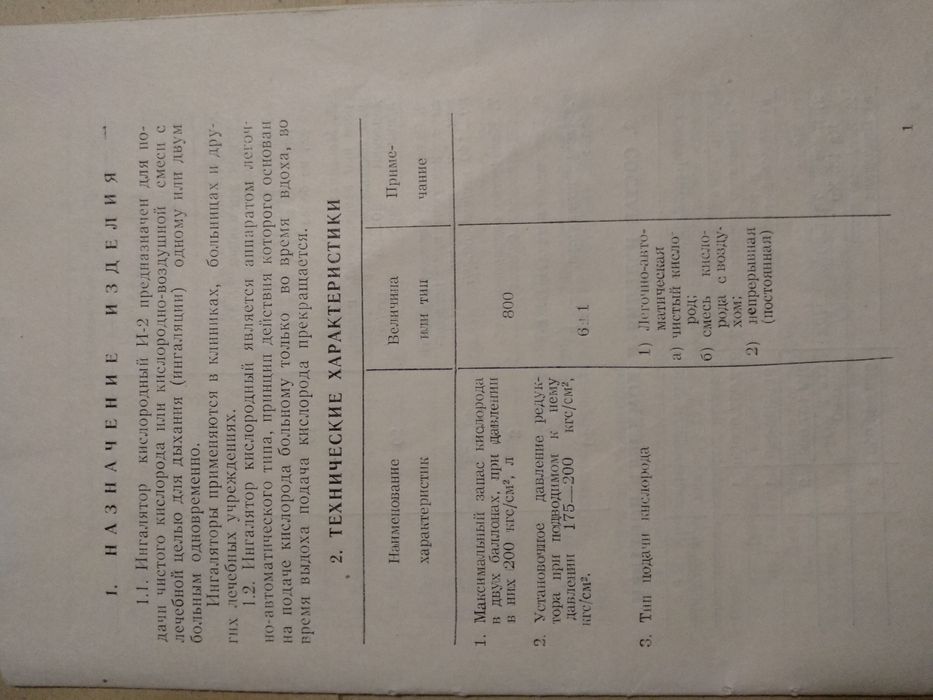 1. НАЗНАЧЕНИЕ ИЗДЕЛИЯ
1.1. Ингалятор кислородный И-2 предназначен для по-
дачи чистого кислорода или кислородно-воздушной смеси с
лечебной целью для дыхания (ингаляции) одному или двум
больным одновременно.
Ингаляторы применяются в клиниках, больницах и дру-
гих лечебных учреждениях.
1.2. Ингалятор кислородный является аппаратом легоч-
но-автоматического типа, принцип действия которого основан
на подаче кислорода больному только во время вдоха, во
время выдоха подача кислорода прекращается.
2. ТЕХНИЧЕСКИЕ ХАРАКТЕРИСТИКИ
Наименование
характеристик
Величина
или тип
Приме-
чание
1. Максимальный запас кислорода
в двух баллонах, при давлении
в них 200 кгс/см², л
800
2. Установочное давление редук-
тора при подводимом к нему
давлении 175—200 кгс/см²,
кгс/см².
6±1
3. Тип подачи кислорода
1) Легочно-авто-
матическая
а) чистый кисло-
род;
б) смесь кисло-
рода с возду-
хом;
2) непрерывная
(постоянная)
1